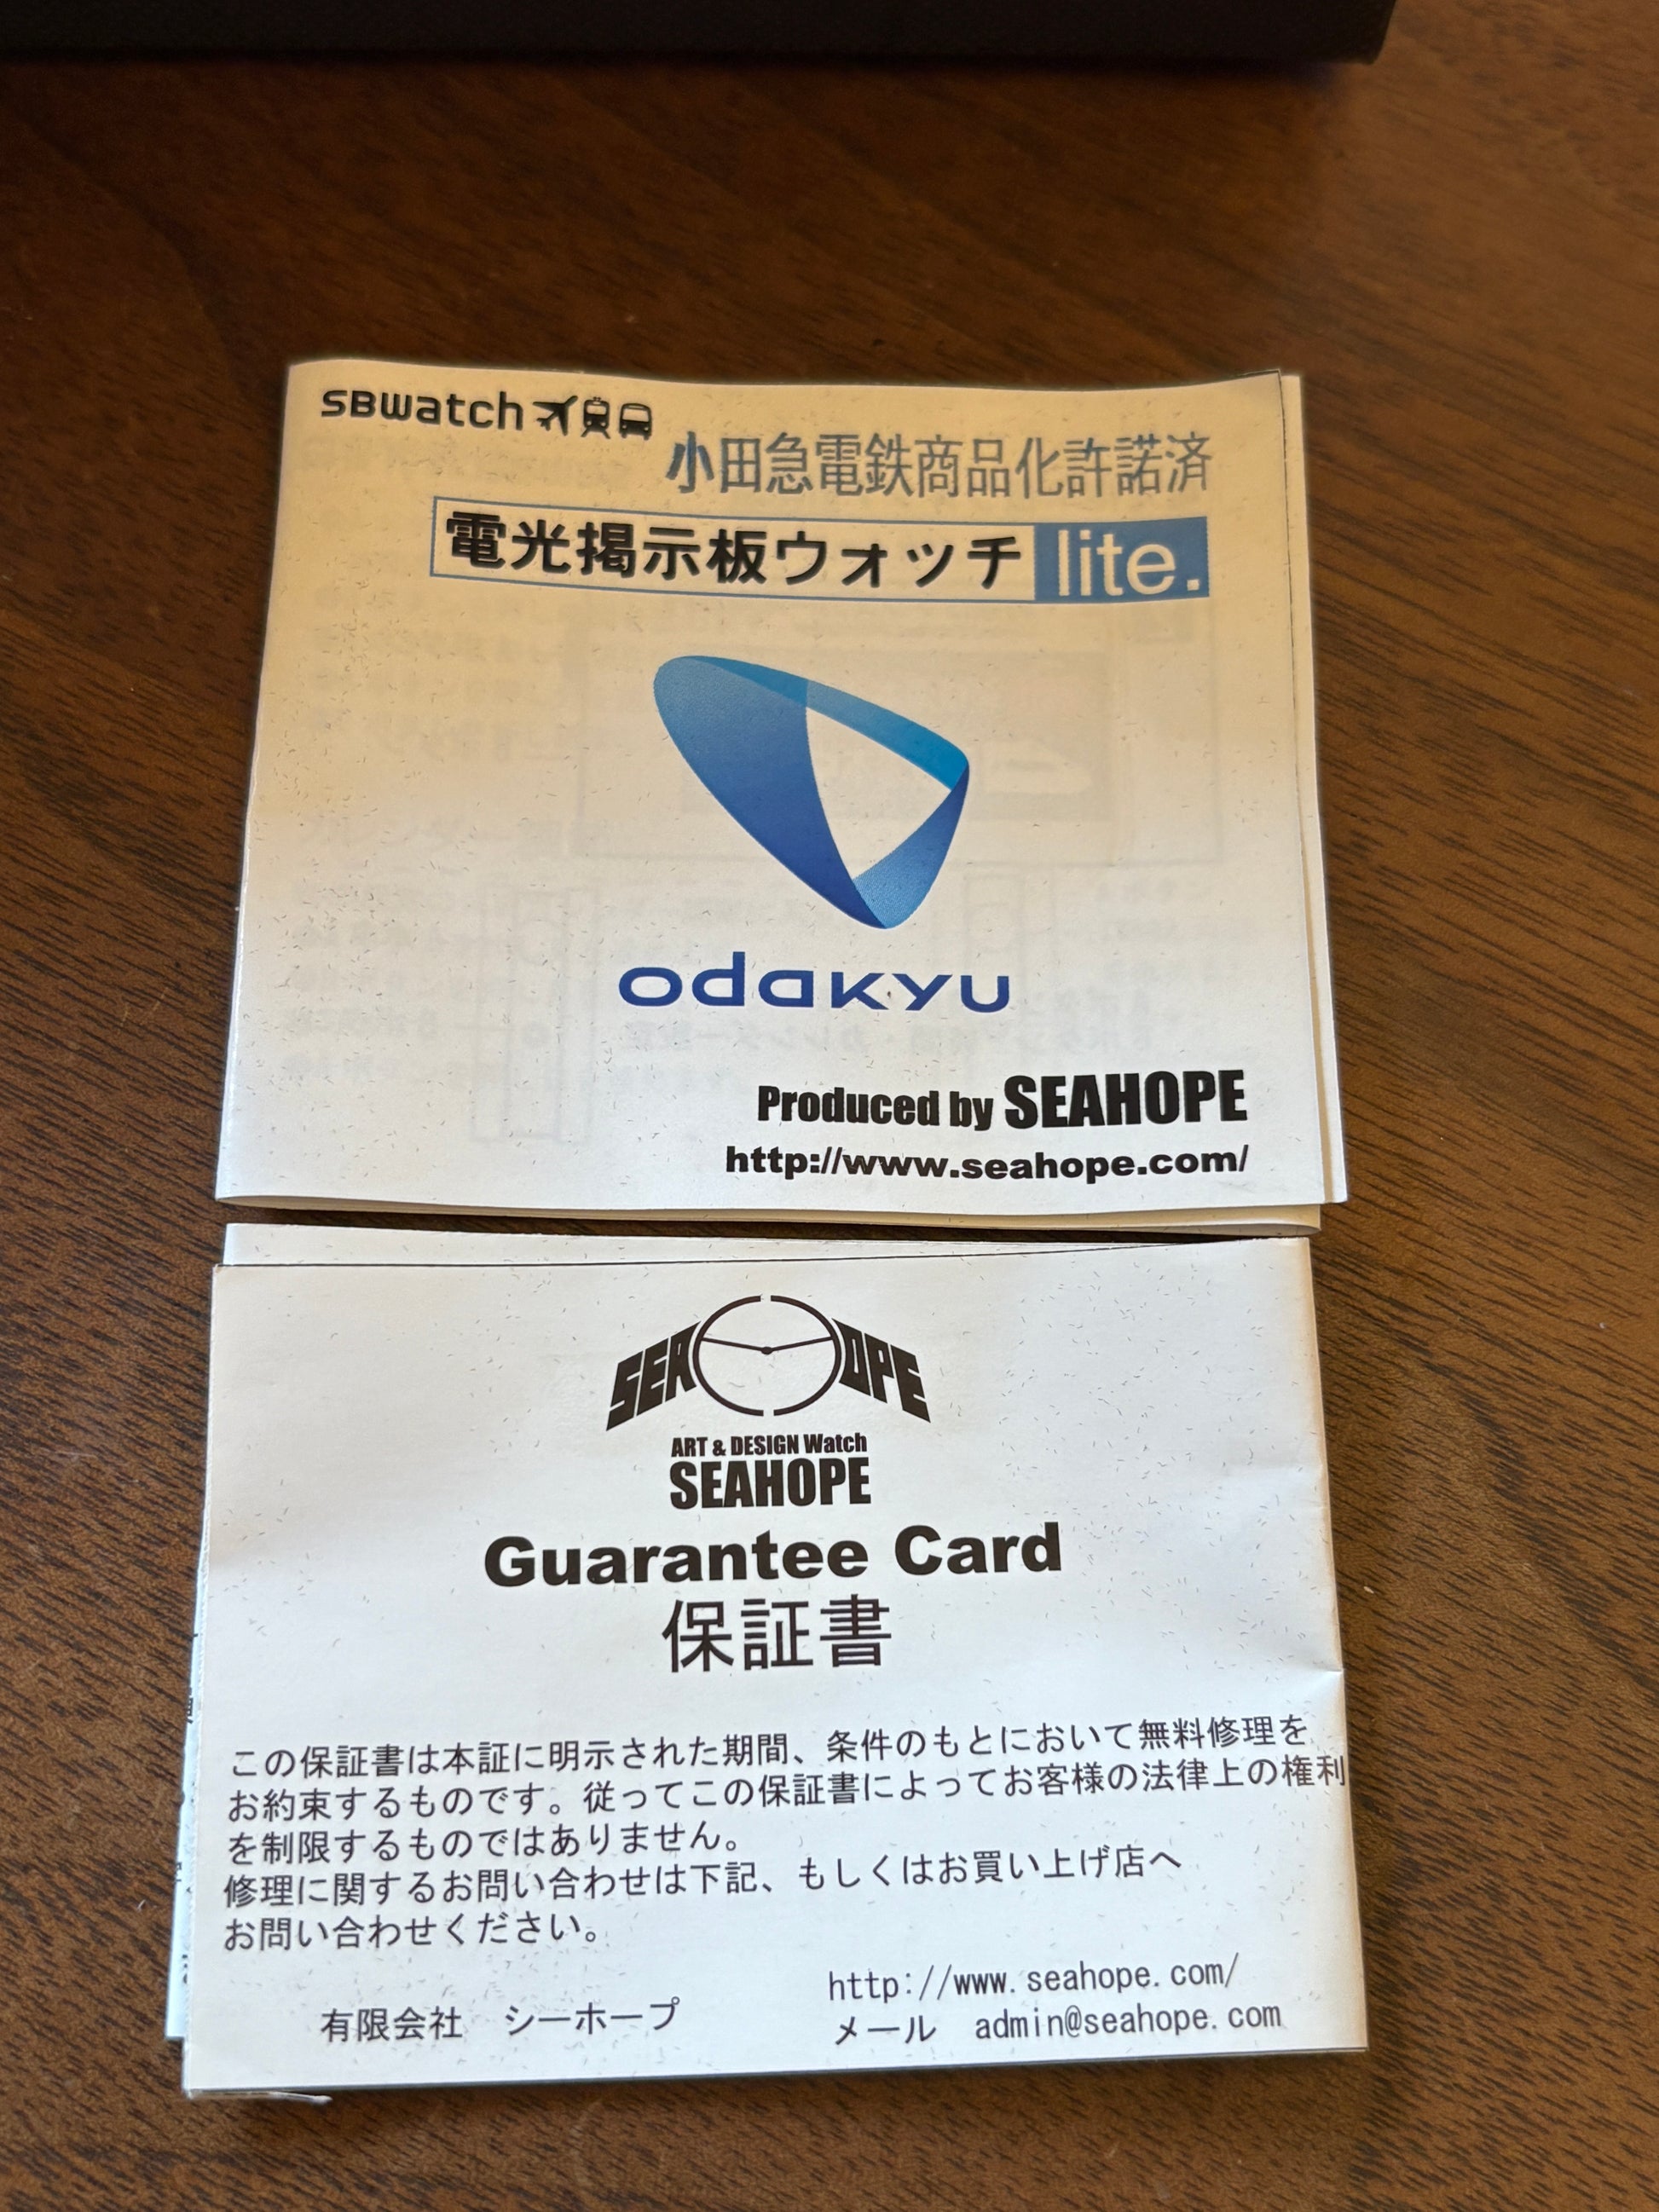 SBwatch
小田急電鉄商品化許諾済
電光掲示板ウォッチ lite.
odakyu
Produced by SEAHOPE
http://www.seahope.com/
SEAHOPE
ART & DESIGN Watch
SEAHOPE
Guarantee Card
保証書
この保証書は本証に明示された期間、条件のもとにおいて無料修理を
お約束するものです。従ってこの保証書によってお客様の法律上の権利
を制限するものではありません。
修理に関するお問い合わせは下記、もしくはお買い上げ店へ
お問い合わせください。
有限会社 シーホープ
http://www.seahope.com/
メール admin@seahope.com